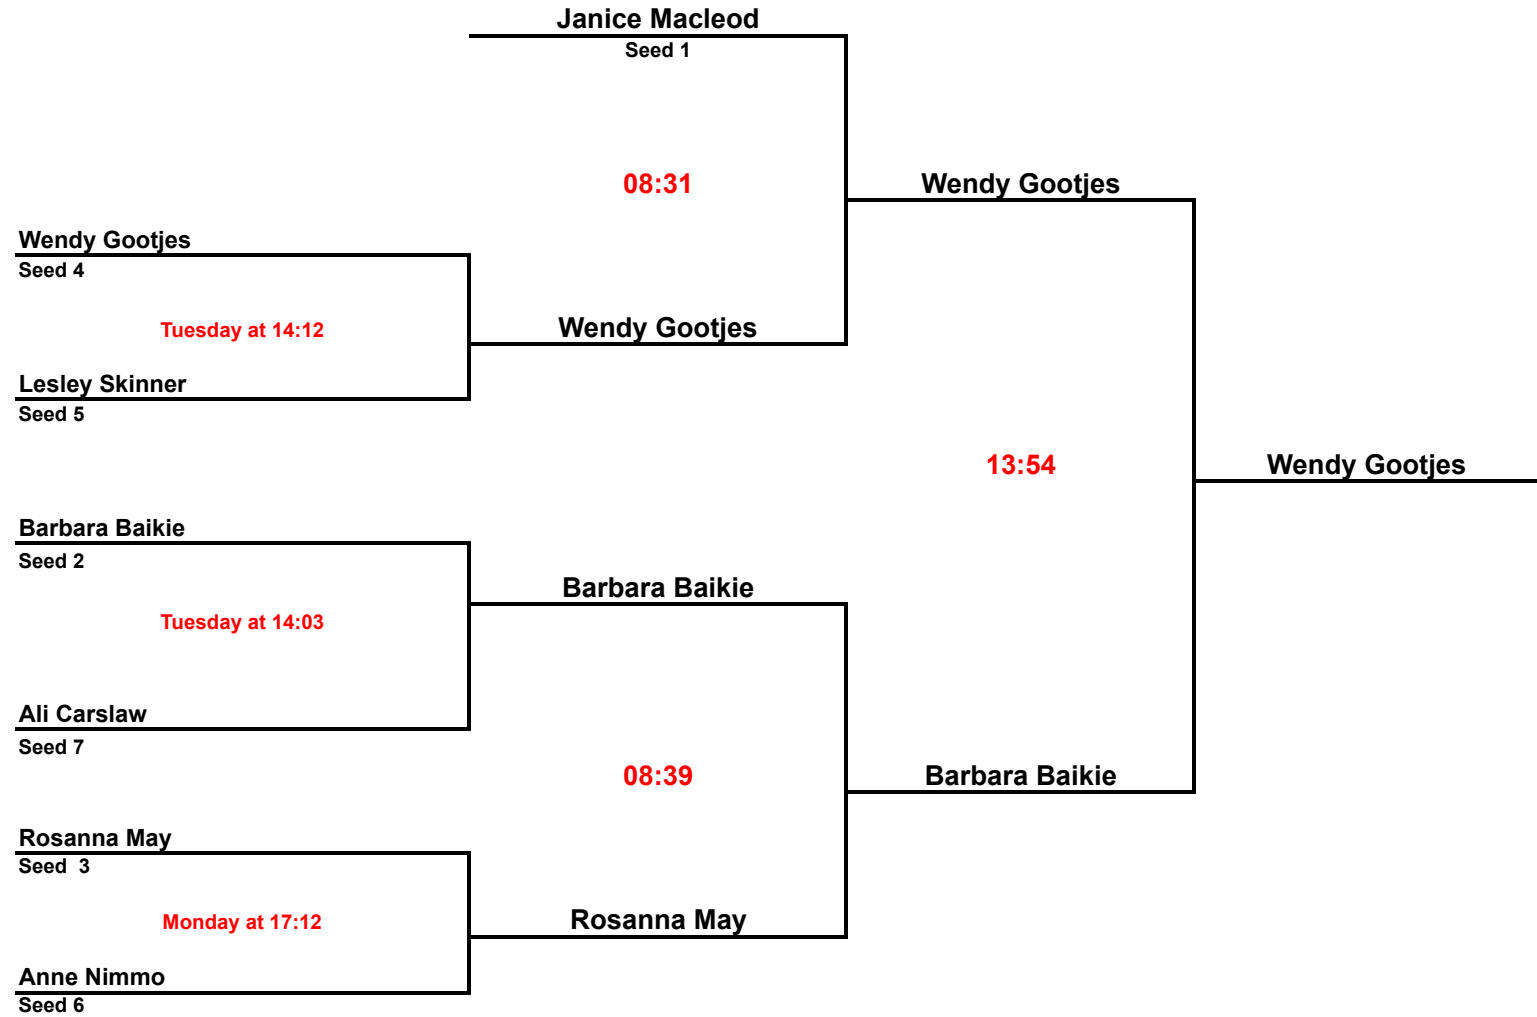 Janice Macleod
Seed 1
08:31
Wendy Gootjes
Wendy Gootjes
Seed 4
Tuesday at 14:12
Wendy Gootjes
Lesley Skinner
Seed 5
13:54
Wendy Gootjes
Barbara Baikie
Seed 2
Barbara Baikie
Tuesday at 14:03
Ali Carslaw
Seed 7
08:39
Barbara Baikie
Rosanna May
Seed  3
Monday at 17:12
Rosanna May
Anne Nimmo
Seed 6